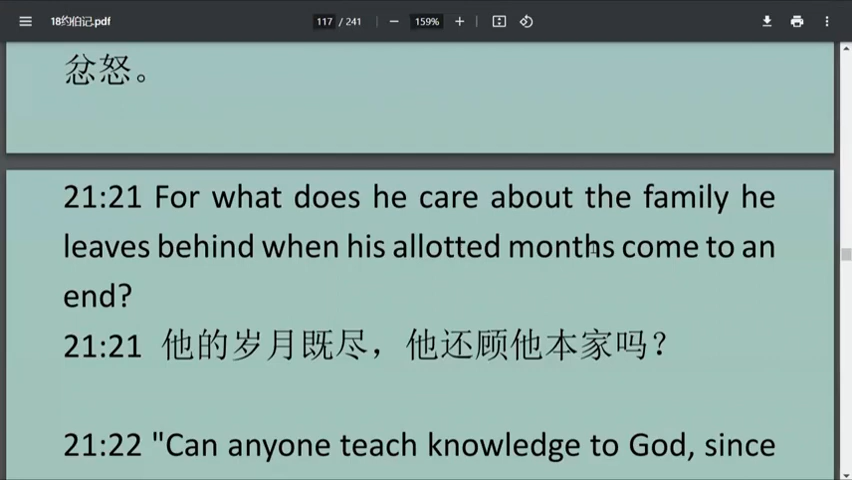 18约伯记.pdf
117 / 241
159%
忿怒。
21:21 For what does he care about the family he
leaves behind when his allotted months come to an
end?
21:21 他的岁月既尽，他还顾他本家吗？
21:22 "Can anyone teach knowledge to God, since